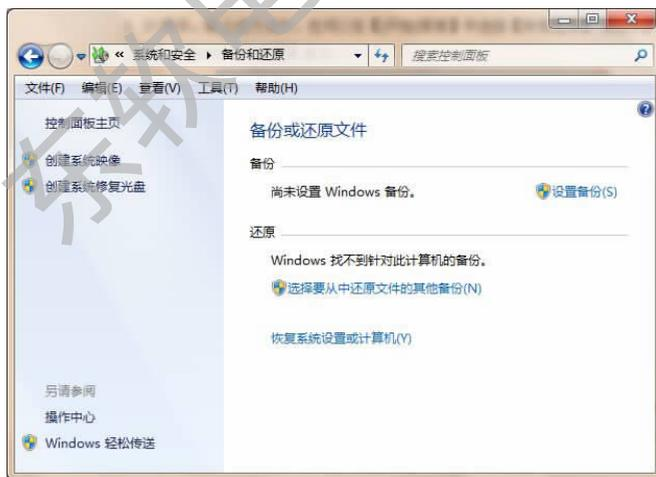 « 系统和安全 ▸ 备份和还原
搜索控制面板
文件(F) 编辑(E) 查看(V) 工具(T) 帮助(H)
控制面板主页
创建系统映像
创建系统修复光盘
备份或还原文件
备份
尚未设置 Windows 备份。
设置备份(S)
还原
Windows 找不到针对此计算机的备份。
选择要从中还原文件的其他备份(N)
恢复系统设置或计算机(Y)
另请参阅
操作中心
Windows 轻松传送
东软电